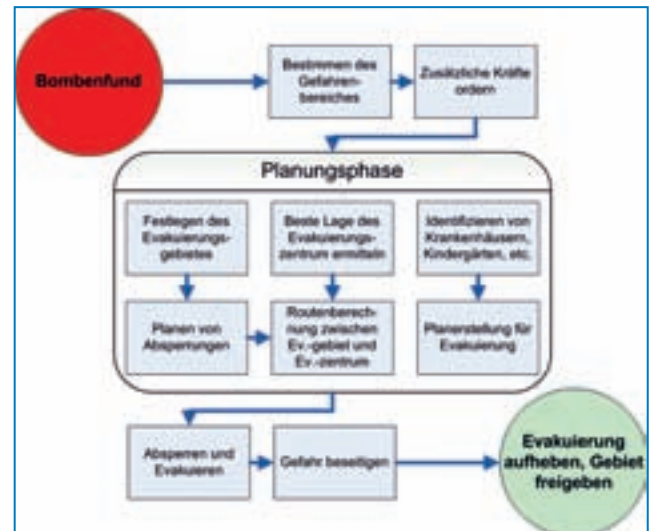 Bombenfund
Bestimmen des
Gefahren-
bereiches
Zusätzliche Kräfte
ordern
Planungsphase
Festlegen des
Evakuierungs-
gebietes
Beste Lage des
Evakuierungs-
zentrum ermitteln
Identifizieren von
Krankenhäusern,
Kindergärten, etc.
Planen von
Absperrungen
Routenberech-
nung zwischen
Ev.-gebiet und
Ev.-zentrum
Planerstellung für
Evakuierung
Absperren und
Evakuieren
Gefahr beseitigen
Evakuierung
aufheben, Gebiet
freigeben